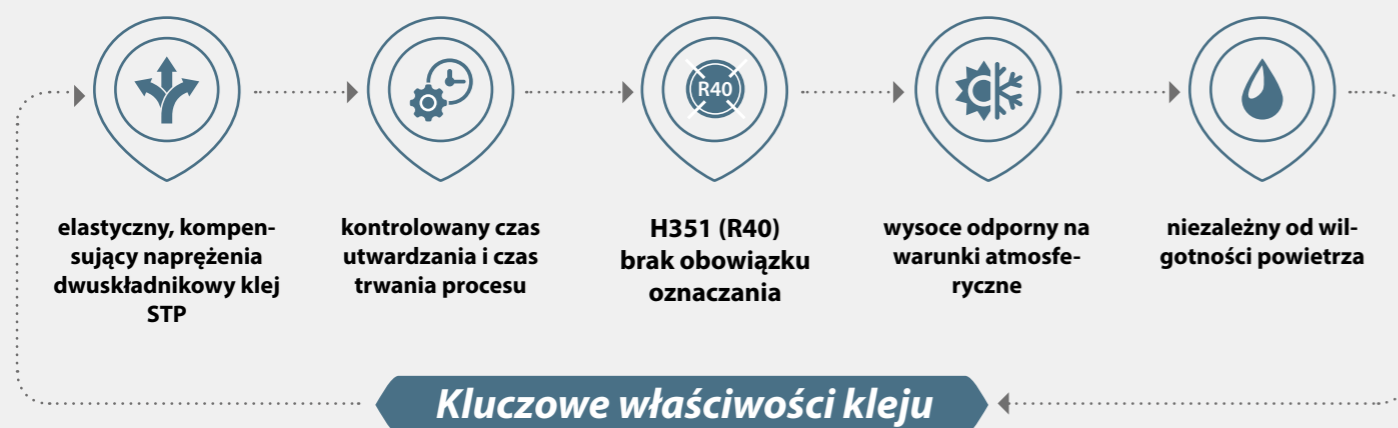 R40
elastyczny, kompen-
sujący naprężenia
dwuskładnikowy klej
STP
kontrolowany czas
utwardzania i czas
trwania procesu
H351 (R40)
brak obowiązku
oznaczania
wysoce odporny na
warunki atmosfe-
ryczne
niezależny od wil-
gotności powietrza
Kluczowe właściwości kleju